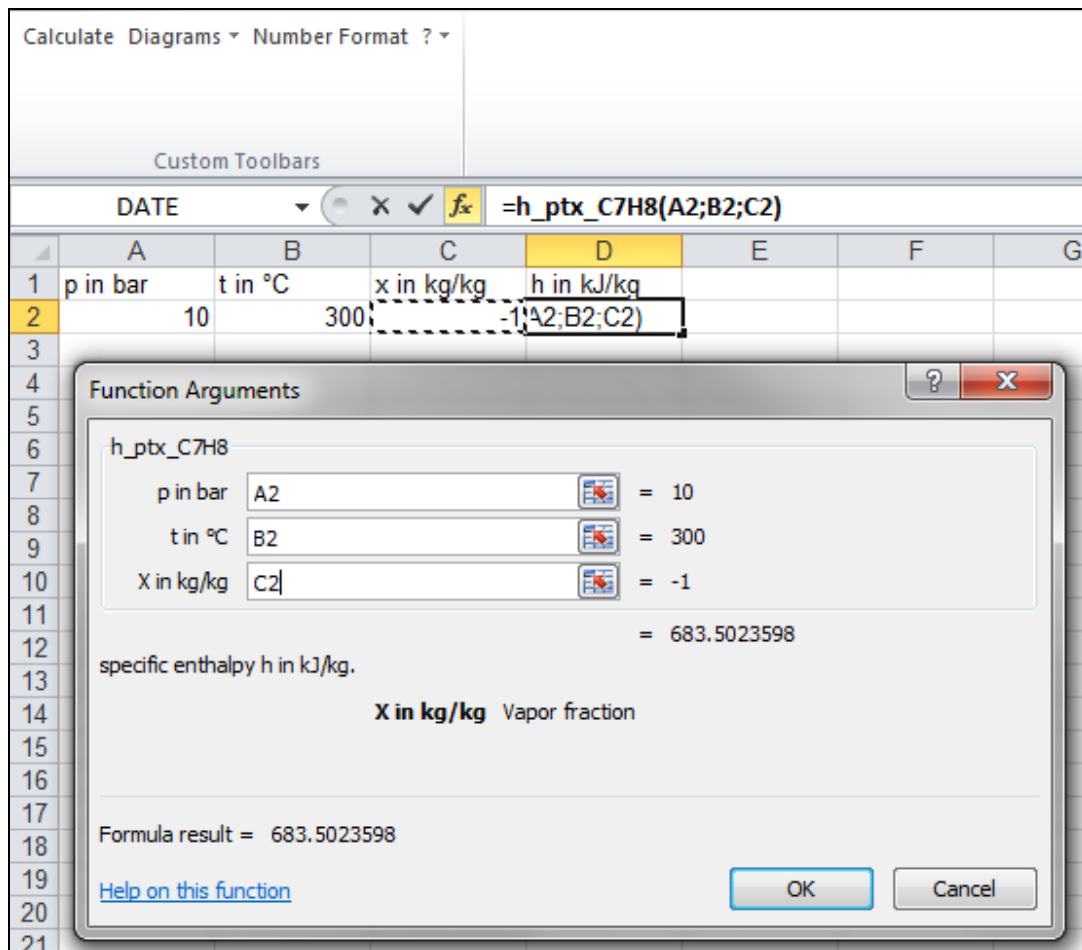 Calculate Diagrams Number Format ?
Custom Toolbars
DATE fx =h_ptx_C7H8(A2;B2;C2)
A B C D E F G
1 p in bar t in °C x in kg/kg h in kJ/kg
2 10 300 -1 A2;B2;C2)
3
4
5
6
7
8
9
10
11
12
13
14
15
16
17
18
19
20
21
Function Arguments ?
h_ptx_C7H8
p in bar A2 = 10
t in °C B2 = 300
X in kg/kg C2 = -1
= 683.5023598
specific enthalpy h in kJ/kg.
X in kg/kg Vapor fraction
Formula result = 683.5023598
Help on this function OK Cancel